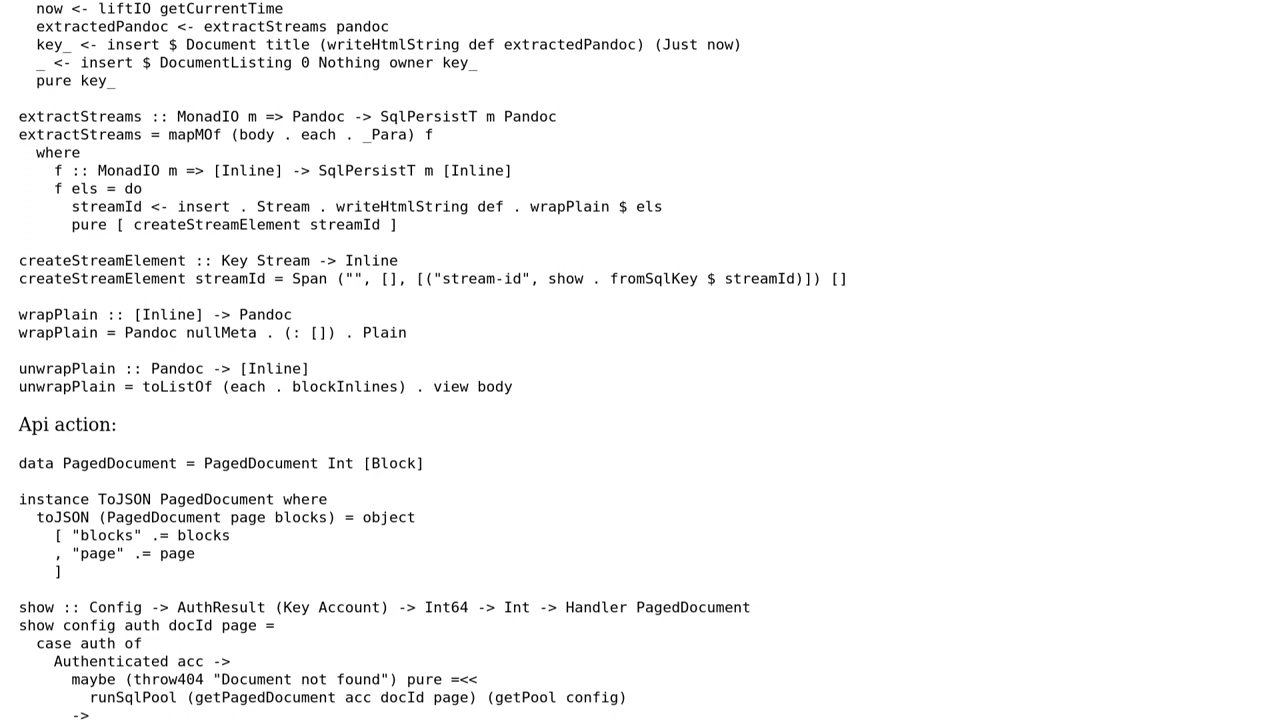 now <- liftIO getCurrentTime
extractedPandoc <- extractStreams pandoc
key_ <- insert $ Document title (writeHtmlString def extractedPandoc) (Just now)
_ <- insert $ DocumentListing 0 Nothing owner key_
pure key_
extractStreams :: MonadIO m => Pandoc -> SqlPersistT m Pandoc
extractStreams = mapMOf (body . each . _Para) f
where
f :: MonadIO m => [Inline] -> SqlPersistT m [Inline]
f els = do
streamId <- insert . Stream . writeHtmlString def . wrapPlain $ els
pure [ createStreamElement streamId ]
createStreamElement :: Key Stream -> Inline
createStreamElement streamId = Span ("", [], [("stream-id", show . fromSqlKey $ streamId)]) []
wrapPlain :: [Inline] -> Pandoc
wrapPlain = Pandoc nullMeta . (: []) . Plain
unwrapPlain :: Pandoc -> [Inline]
unwrapPlain = toListOf (each . blockInlines) . view body
Api action:
data PagedDocument = PagedDocument Int [Block]
instance ToJSON PagedDocument where
toJSON (PagedDocument page blocks) = object
[ "blocks" .= blocks
, "page" .= page
]
show :: Config -> AuthResult (Key Account) -> Int64 -> Int -> Handler PagedDocument
show config auth docId page =
case auth of
Authenticated acc ->
maybe (throw404 "Document not found") pure =<<
runSqlPool (getPagedDocument acc docId page) (getPool config)
->